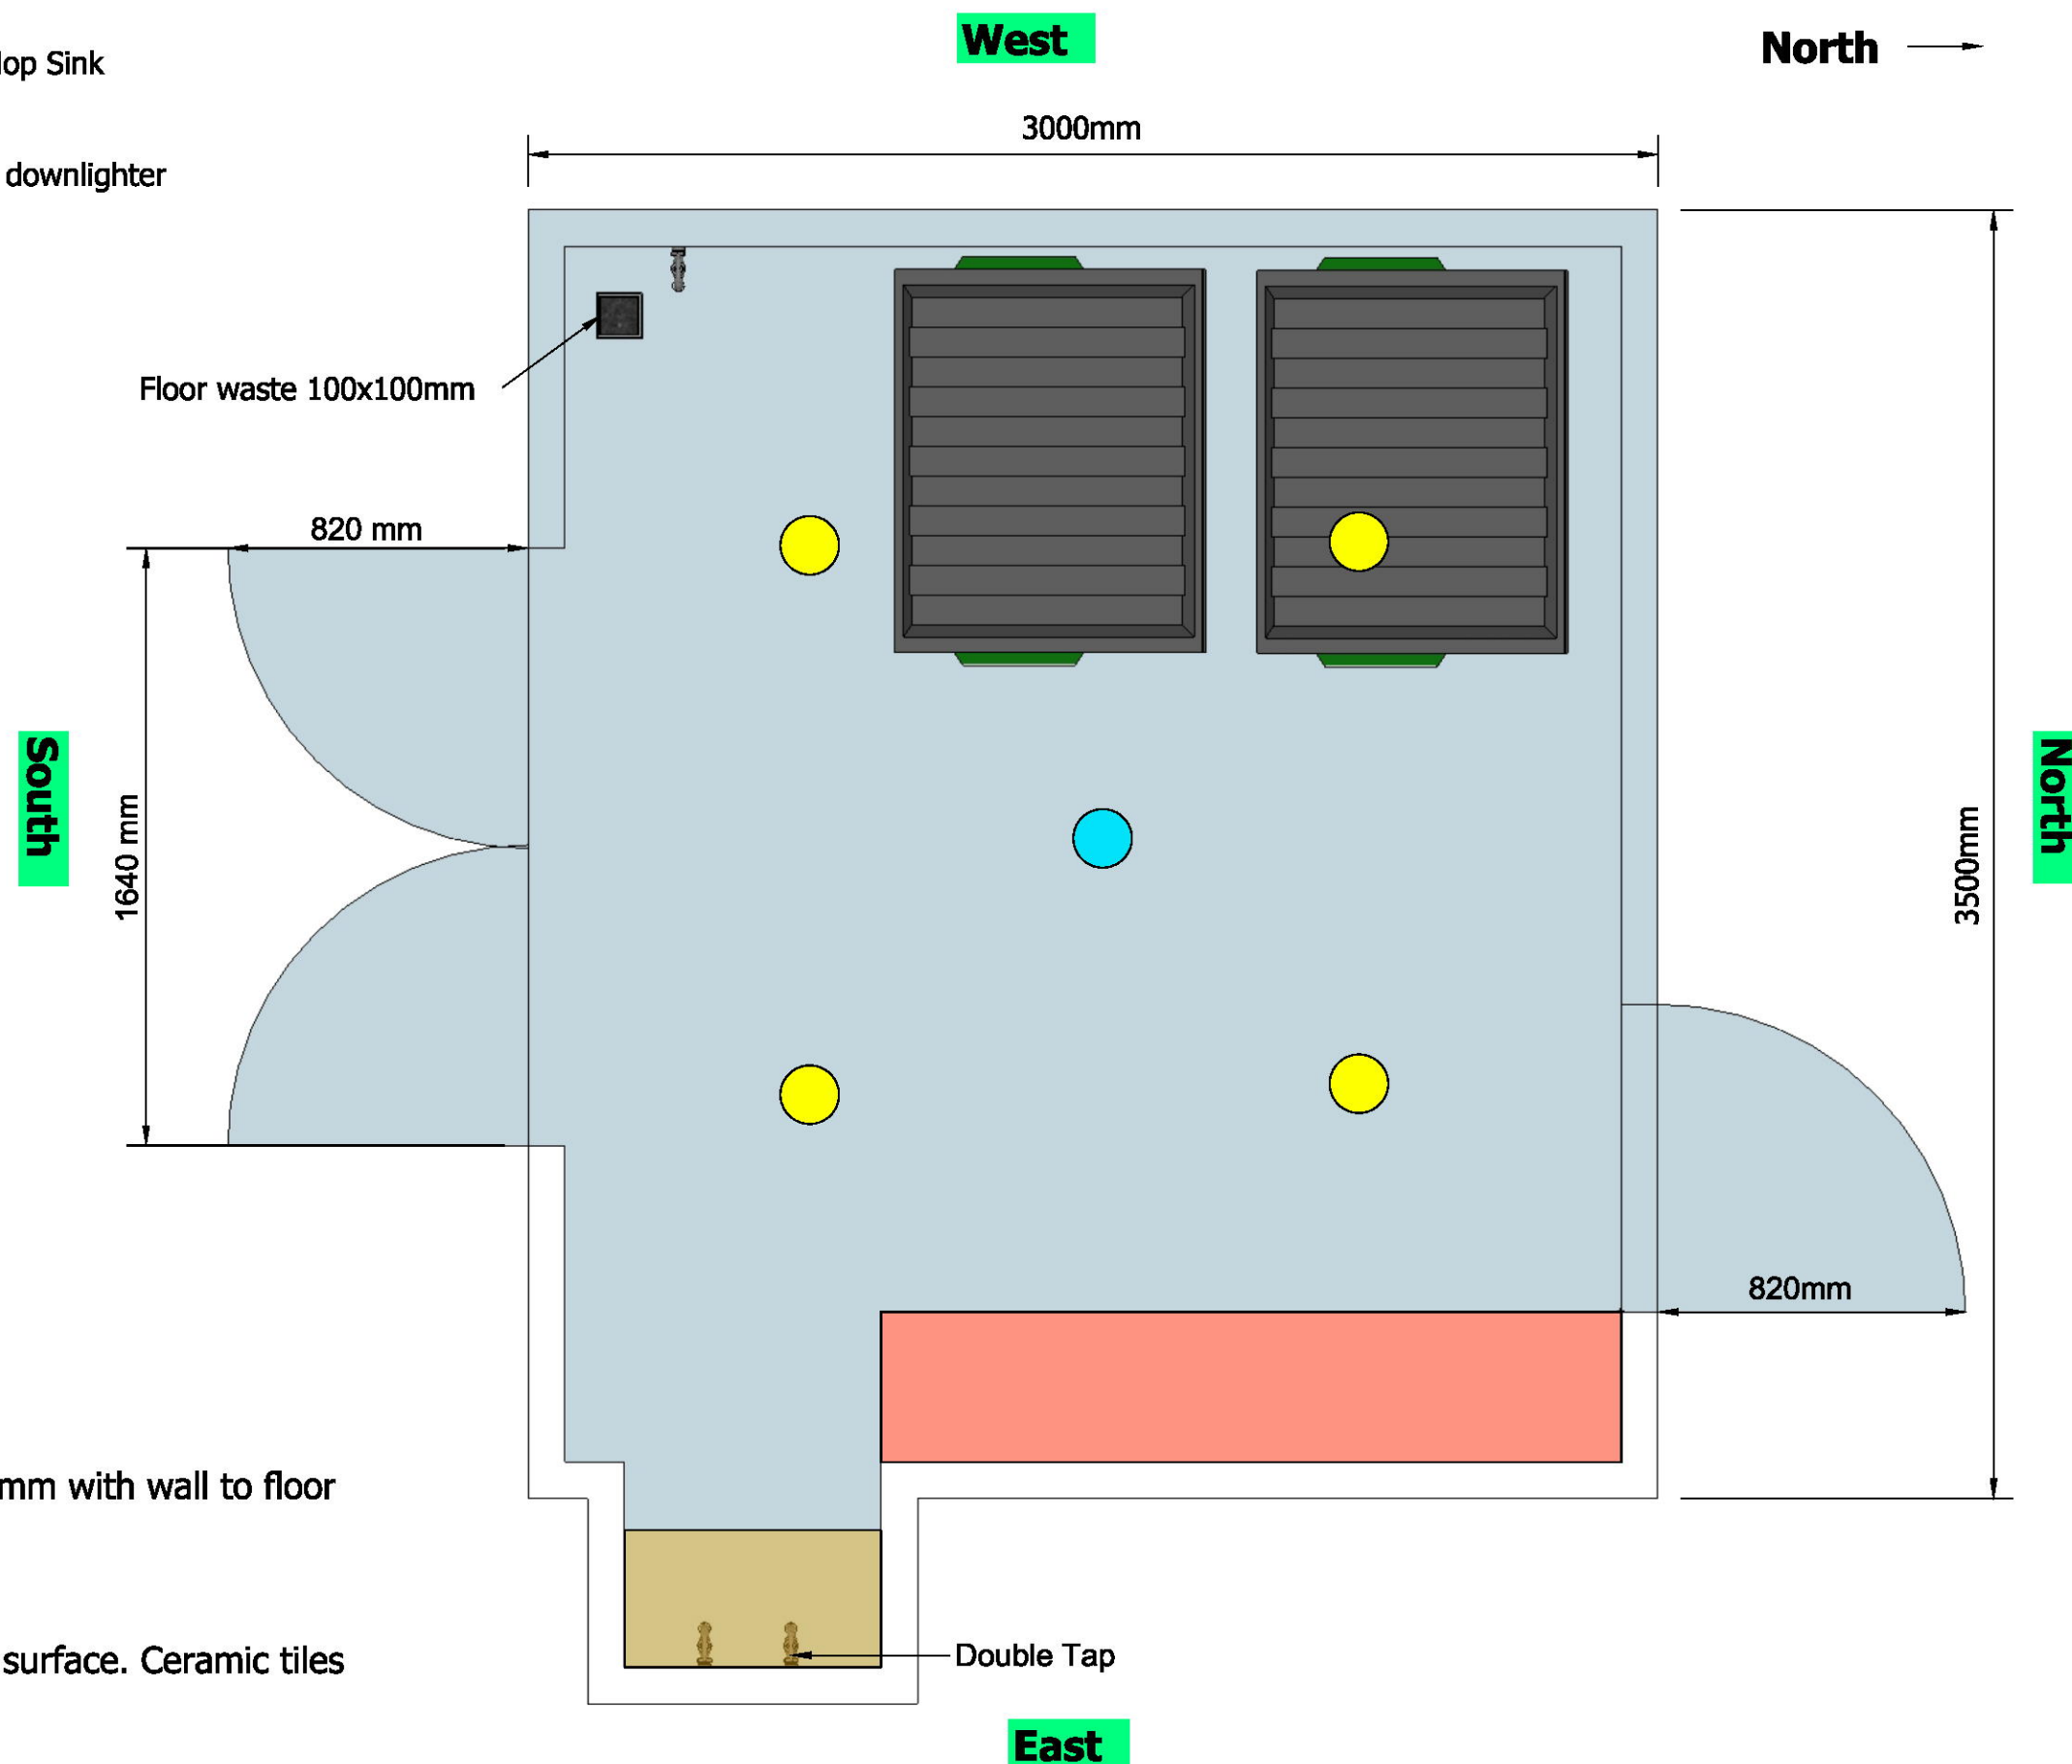 West
North
lop Sink
3000mm
downlighter
Floor waste 100x100mm
820 mm
South
1640 mm
3500mm
North
820mm
mm with wall to floor
surface. Ceramic tiles
Double Tap
East